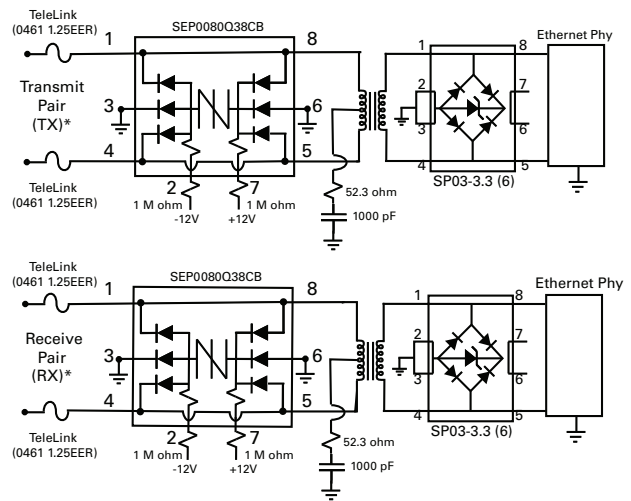 TeleLink
(0461 1.25EER)
1
SEP0080Q38CB
8
1
8
Ethernet Phy
Transmit
Pair
(TX)*
3
6
2
7
3
6
4
5
4
5
TeleLink
(0461 1.25EER)
2
7
1 M ohm
1 M ohm
-12V
+12V
52.3 ohm
1000 pF
SP03-3.3 (6)
TeleLink
(0461 1.25EER)
1
SEP0080Q38CB
8
1
8
Ethernet Phy
Receive
Pair
(RX)*
3
6
2
7
3
6
4
5
4
5
TeleLink
(0461 1.25EER)
2
7
1 M ohm
1 M ohm
-12V
+12V
52.3 ohm
1000 pF
SP03-3.3 (6)